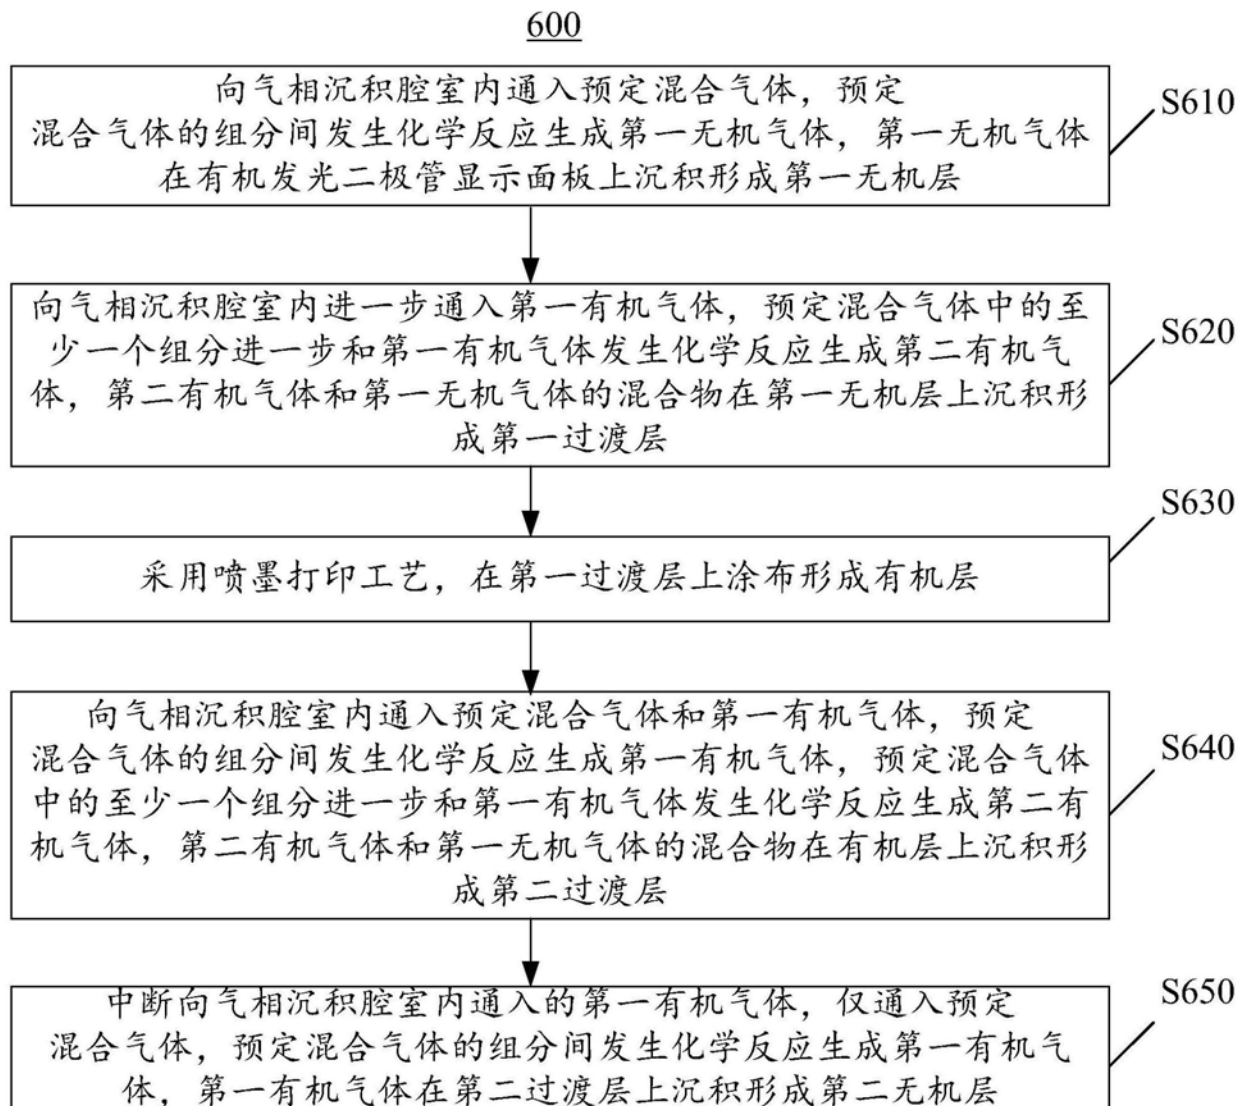 600
向气相沉积腔室内通入预定混合气体，预定
混合气体的组分间发生化学反应生成第一无机气体，第一无机气体
在有机发光二极管显示面板上沉积形成第一无机层
S610
向气相沉积腔室内进一步通入第一有机气体，预定混合气体中的至
少一个组分进一步和第一有机气体发生化学反应生成第二有机气
体，第二有机气体和第一无机气体的混合物在第一无机层上沉积形
成第一过渡层
S620
采用喷墨打印工艺，在第一过渡层上涂布形成有机层
S630
向气相沉积腔室内通入预定混合气体和第一有机气体，预定
混合气体的组分间发生化学反应生成第一有机气体，预定混合气体
中的至少一个组分进一步和第一有机气体发生化学反应生成第二有
机气体，第二有机气体和第一无机气体的混合物在有机层上沉积形
成第二过渡层
S640
中断向气相沉积腔室内通入的第一有机气体，仅通入预定
混合气体，预定混合气体的组分间发生化学反应生成第一有机气
体，第一有机气体在第二过渡层上沉积形成第二无机层
S650